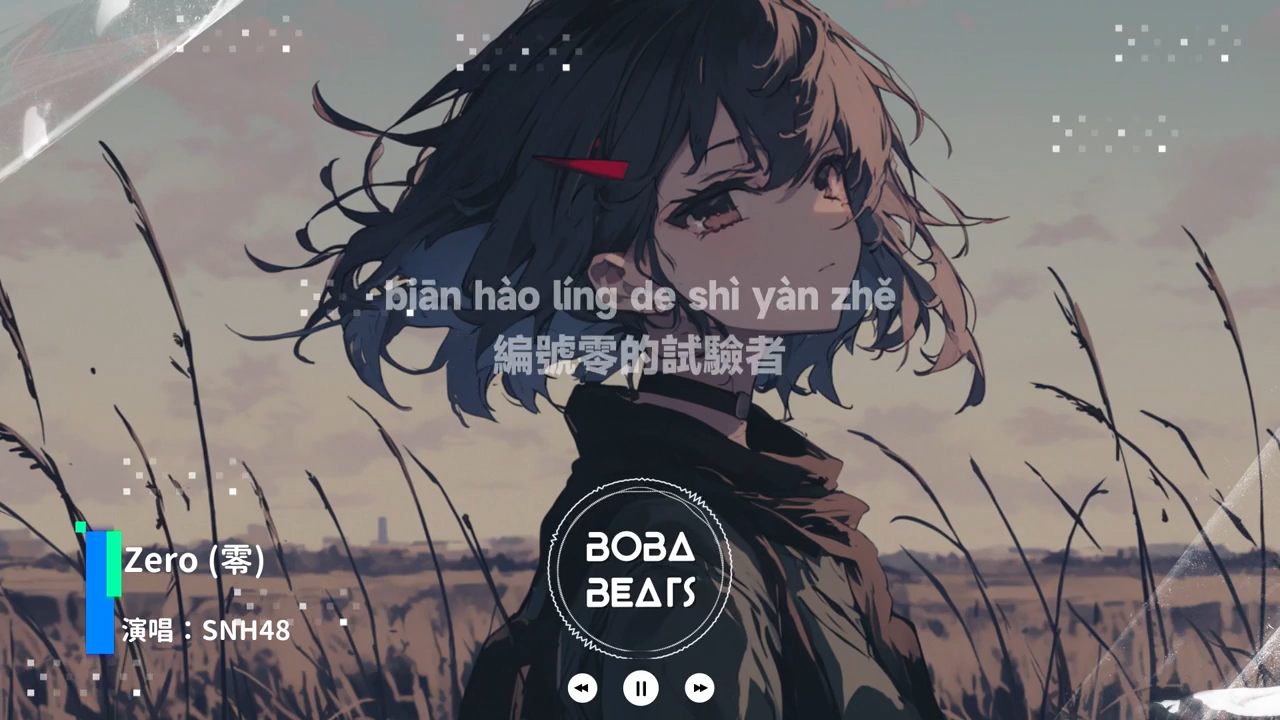 biān hào líng de shì yàn zhě
編號零的試驗者
BOBA
BEATS
Zero (零)
演唱：SNH48